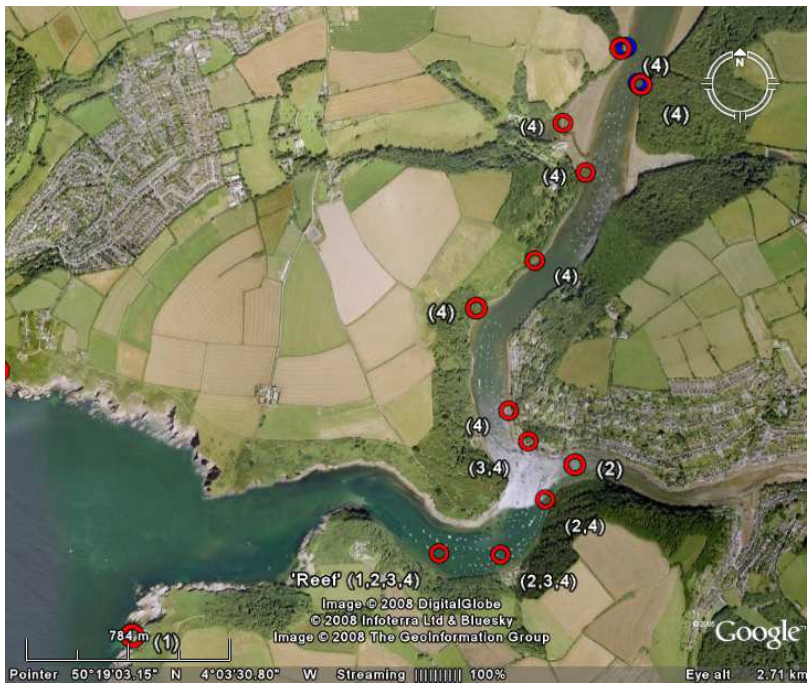 N
(4)
(4)
(4)
(4)
(4)
(4)
(4)
(3,4)
(2)
(2,4)
'Reef' (1,2,3,4)
(2,3,4)
Image © 2008 DigitalGlobe
© 2008 Infoterra Ltd & Bluesky
Image © 2008 The GeoInformation Group
©2008 Google™
784 m
(1)
Pointer 50°19'03.15" N 4°03'30.80" W Streaming ||||||||| 100% Eye alt 2.71 km